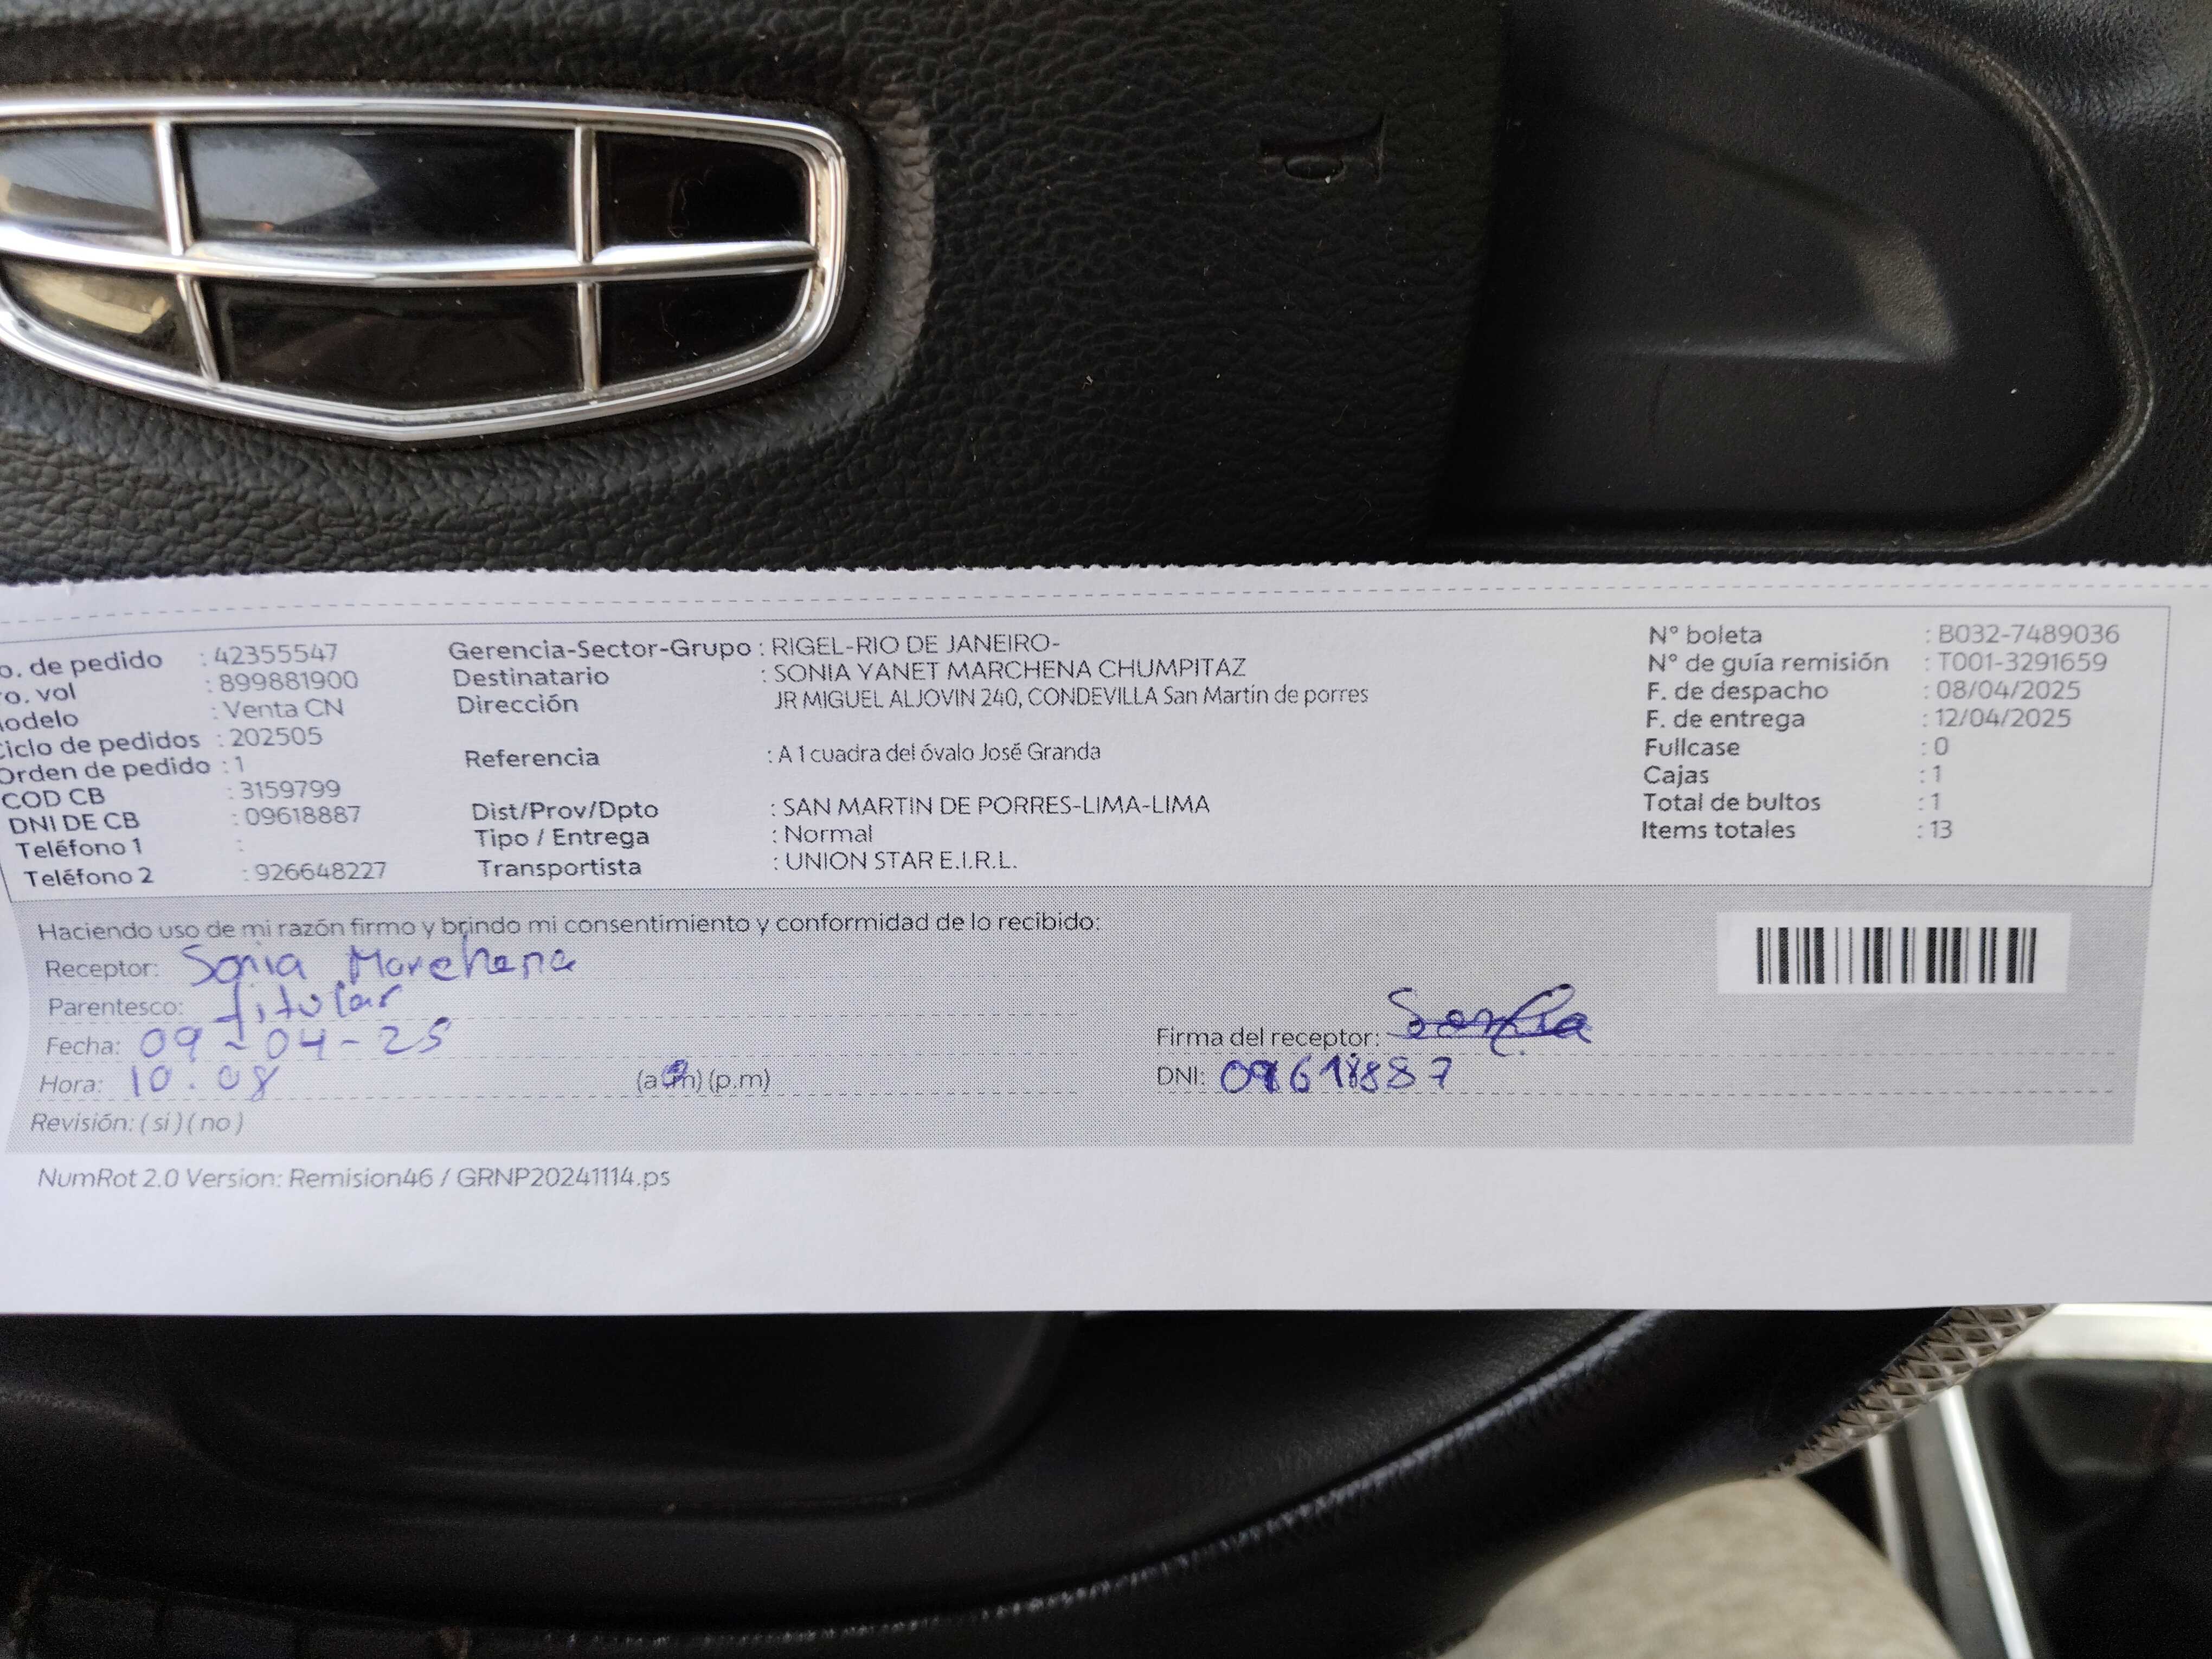 o. de pedido : 42355547
ro. vol : 899881900
odelo : Venta CN
Ciclo de pedidos : 202505
Orden de pedido : 1
COD CB : 3159799
DNI DE CB : 09618887
Teléfono 1 :
Teléfono 2 : 926648227
Gerencia-Sector-Grupo : RIGEL-RIO DE JANEIRO-
Destinatario : SONIA YANET MARCHENA CHUMPITAZ
Dirección JR MIGUEL ALJOVIN 240, CONDEVILLA San Martin de porres
Referencia : A 1 cuadra del óvalo José Granda
Dist/Prov/Dpto : SAN MARTIN DE PORRES-LIMA-LIMA
Tipo / Entrega : Normal
Transportista : UNION STAR E.I.R.L.
N° boleta : B032-7489036
N° de guía remisión : T001-3291659
F. de despacho : 08/04/2025
F. de entrega : 12/04/2025
Fullcase : 0
Cajas : 1
Total de bultos : 1
Items totales : 13
Haciendo uso de mi razón firmo y brindo mi consentimiento y conformidad de lo recibido:
Receptor: Sonia Marchena
Parentesco: titular
Fecha: 09-04-25
Hora: 10.08 (a.m) (p.m)
Revisión: (si) (no)
Firma del receptor: Sonia
DNI: 09618887
NumRot 2.0 Version: Remision46 / GRNP20241114.ps